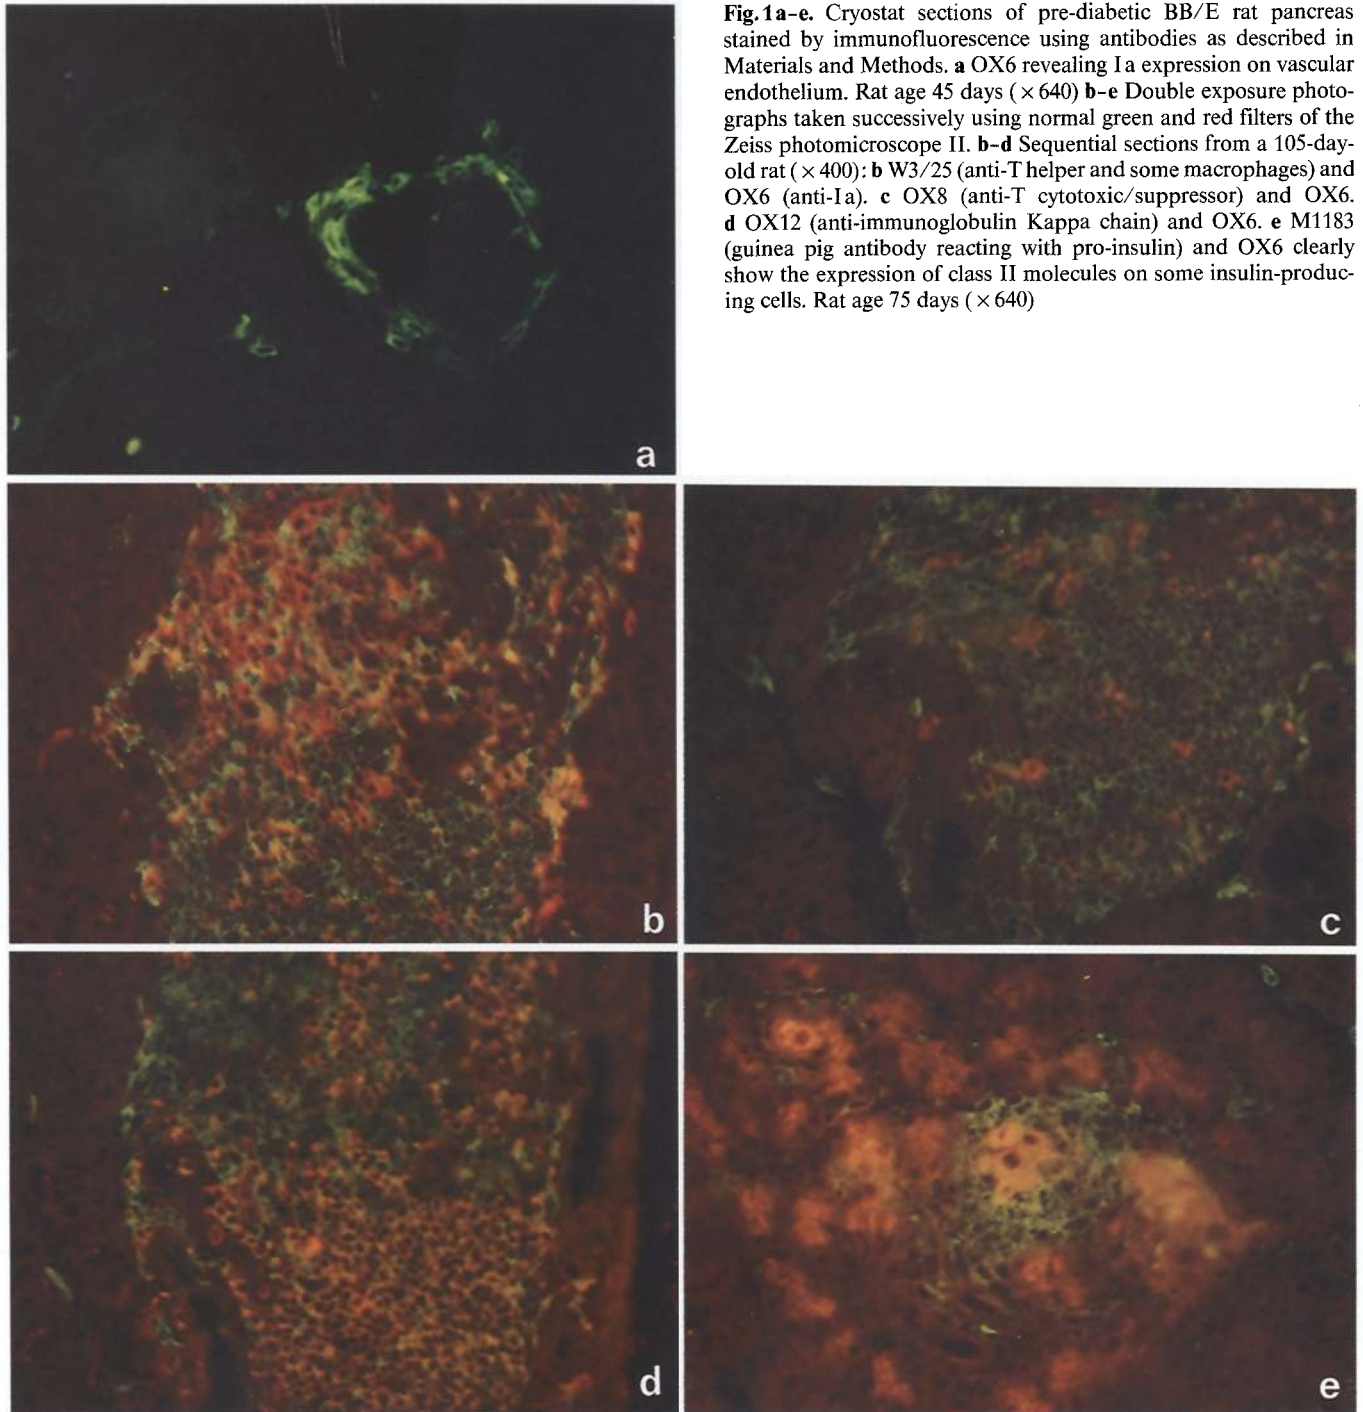 Fig. 1a–e. Cryostat sections of pre-diabetic BB/E rat pancreas
stained by immunofluorescence using antibodies as described in
Materials and Methods. a OX6 revealing Ia expression on vascular
endothelium. Rat age 45 days (× 640) b–e Double exposure photo-
graphs taken successively using normal green and red filters of the
Zeiss photomicroscope II. b–d Sequential sections from a 105-day-
old rat (× 400): b W3/25 (anti-T helper and some macrophages) and
OX6 (anti-Ia). c OX8 (anti-T cytotoxic/suppressor) and OX6.
d OX12 (anti-immunoglobulin Kappa chain) and OX6. e M1183
(guinea pig antibody reacting with pro-insulin) and OX6 clearly
show the expression of class II molecules on some insulin-produc-
ing cells. Rat age 75 days (× 640)
a
b
c
d
e